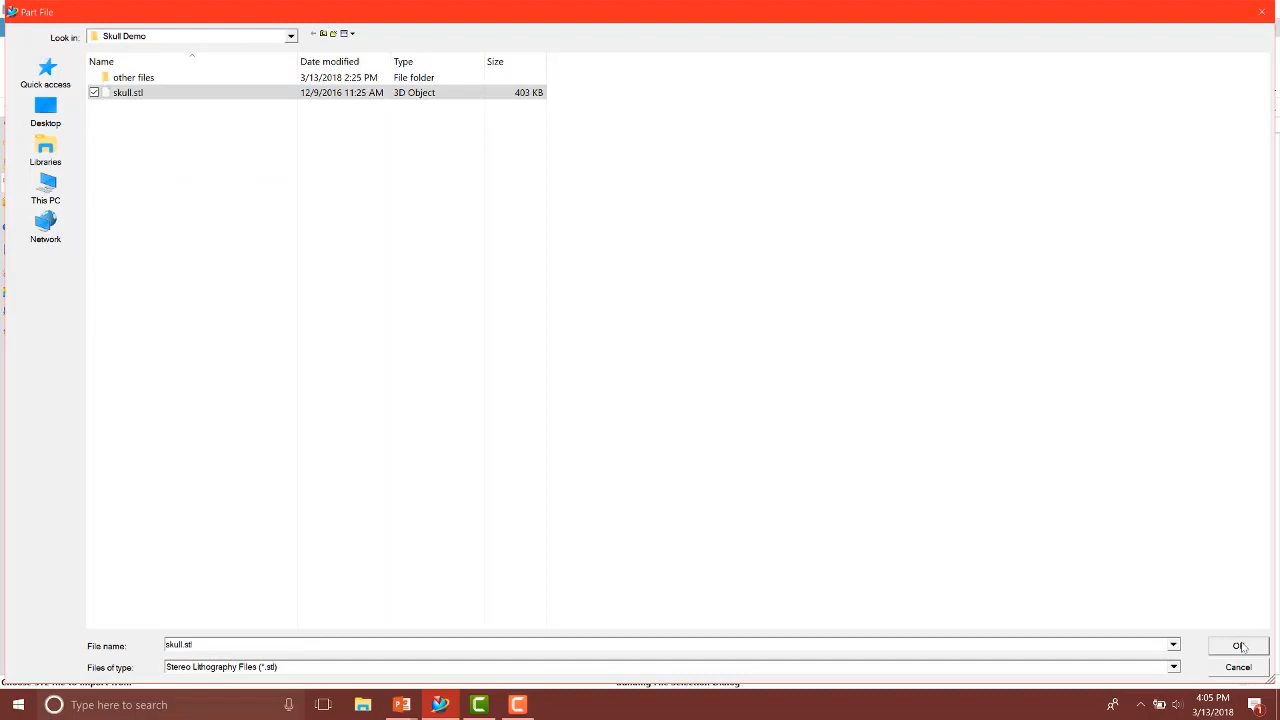 Part File
Look in: Skull Demo
Name Date modified Type Size
other files 3/13/2018 2:25 PM File folder
skull.stl 12/9/2016 11:25 AM 3D Object 403 KB
Quick access
Desktop
Libraries
This PC
Network
File name: skull.stl
Files of type: Stereo Lithography Files (*.stl)
Cancel
Type here to search
4:05 PM
3/13/2018
1